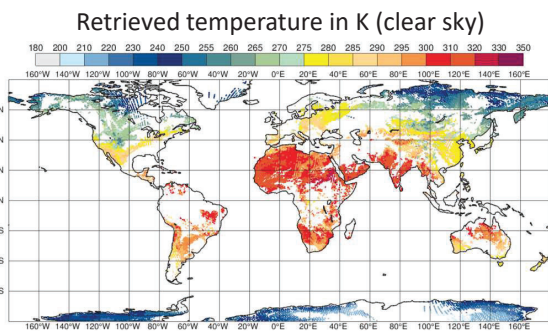 Retrieved temperature in K (clear sky)
180 200 210 220 230 240 250 255 260 265 270 275 280 285 290 295 300 310 320 330 350
160°W 140°W 120°W 100°W 80°W 60°W 40°W 20°W 0°E 20°E 40°E 60°E 80°E 100°E 120°E 140°E 160°E
N
N
N
N
S
S
S
160°W 140°W 120°W 100°W 80°W 60°W 40°W 20°W 0°E 20°E 40°E 60°E 80°E 100°E 120°E 140°E 160°E